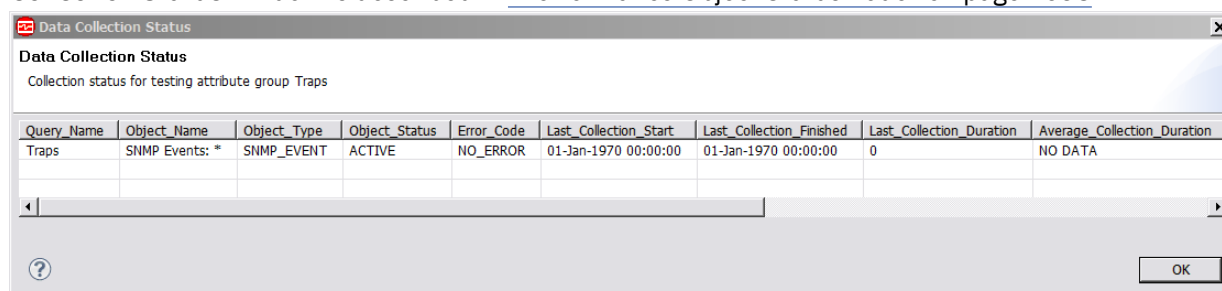 Data Collection Status
Data Collection Status
Collection status for testing attribute group Traps
Query_Name Object_Name Object_Type Object_Status Error_Code Last_Collection_Start Last_Collection_Finished Last_Collection_Duration Average_Collection_Duration
Traps SNMP Events: * SNMP_EVENT ACTIVE NO_ERROR 01-Jan-1970 00:00:00 01-Jan-1970 00:00:00 0 NO DATA
?
OK